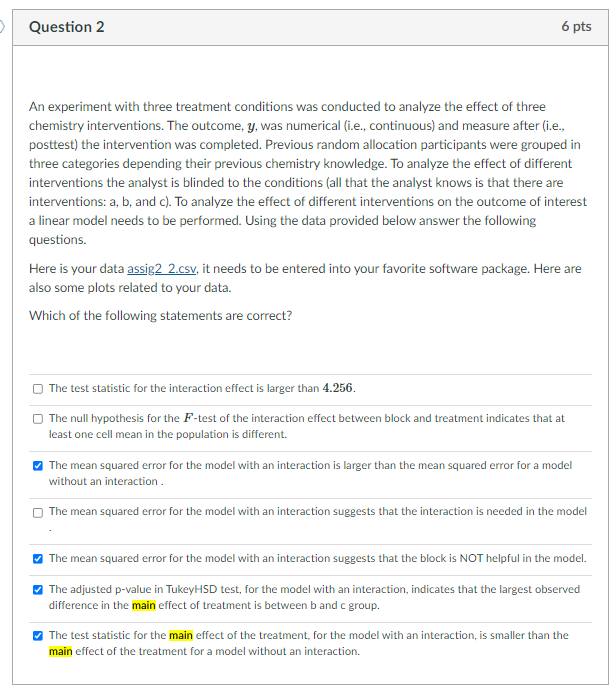 Question 2
6 pts
An experiment with three treatment conditions was conducted to analyze the effect of three
chemistry interventions. The outcome, y, was numerical (i.e., continuous) and measure after (i.e.,
posttest) the intervention was completed. Previous random allocation participants were grouped in
three categories depending their previous chemistry knowledge. To analyze the effect of different
interventions the analyst is blinded to the conditions (all that the analyst knows is that there are
interventions: a, b, and c). To analyze the effect of different interventions on the outcome of interest
a linear model needs to be performed. Using the data provided below answer the following
questions.
Here is your data assig2_2.csv, it needs to be entered into your favorite software package. Here are
also some plots related to your data.
Which of the following statements are correct?
The test statistic for the interaction effect is larger than 4.256.
The null hypothesis for the F-test of the interaction effect between block and treatment indicates that at
least one cell mean in the population is different.
The mean squared error for the model with an interaction is larger than the mean squared error for a model
without an interaction .
The mean squared error for the model with an interaction suggests that the interaction is needed in the model
.
The mean squared error for the model with an interaction suggests that the block is NOT helpful in the model.
The adjusted p-value in TukeyHSD test, for the model with an interaction, indicates that the largest observed
difference in the main effect of treatment is between b and c group.
The test statistic for the main effect of the treatment, for the model with an interaction, is smaller than the
main effect of the treatment for a model without an interaction.